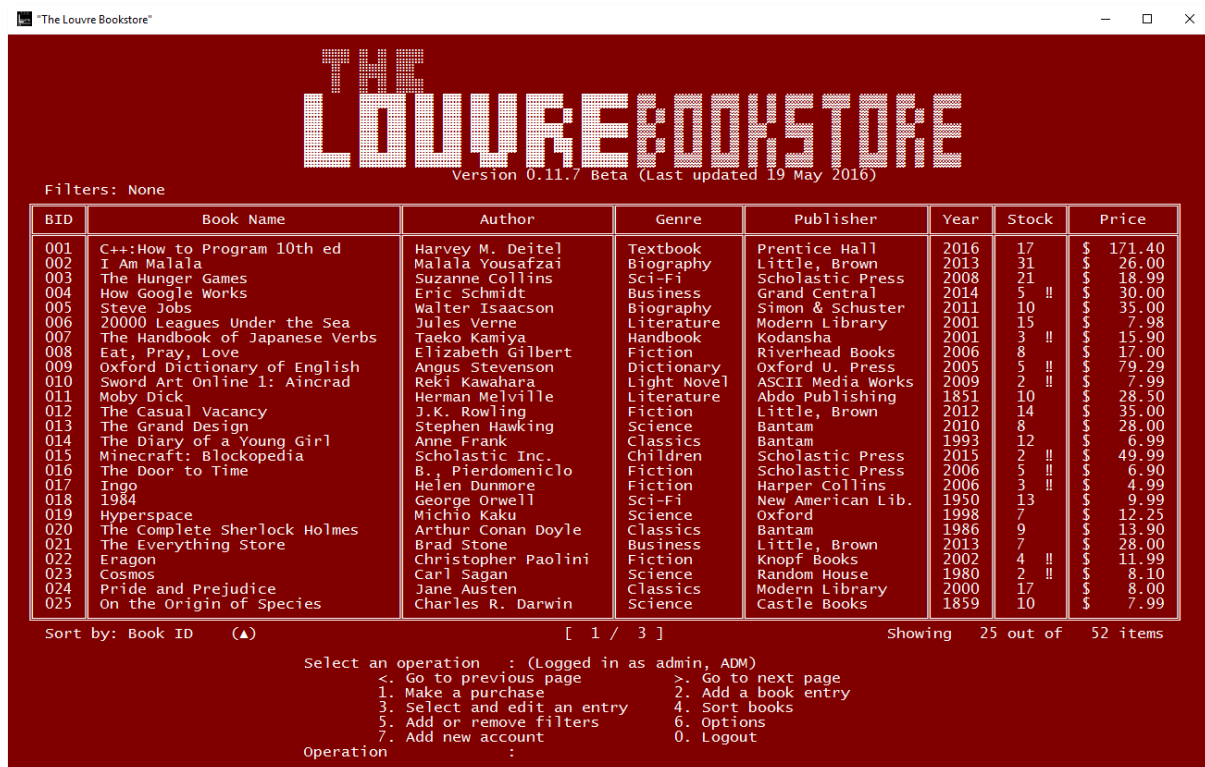 "The Louvre Bookstore"
THE
LOUVRE BOOKSTORE
Version 0.11.7 Beta (Last updated 19 May 2016)
Filters: None
BID Book Name Author Genre Publisher Year Stock Price
001 C++:How to Program 10th ed Harvey M. Deitel Textbook Prentice Hall 2016 17 $ 171.40
002 I Am Malala Malala Yousafzai Biography Little, Brown 2013 31 $ 26.00
003 The Hunger Games Suzanne Collins Sci-Fi Scholastic Press 2008 21 $ 18.99
004 How Google Works Eric Schmidt Business Grand Central 2014 5 ‼ $ 30.00
005 Steve Jobs Walter Isaacson Biography Simon & Schuster 2011 10 $ 35.00
006 20000 Leagues Under the Sea Jules Verne Literature Modern Library 2001 15 $ 7.98
007 The Handbook of Japanese Verbs Taeko Kamiya Handbook Kodansha 2001 3 ‼ $ 15.90
008 Eat, Pray, Love Elizabeth Gilbert Fiction Riverhead Books 2006 8 $ 17.00
009 Oxford Dictionary of English Angus Stevenson Dictionary Oxford U. Press 2005 5 ‼ $ 79.29
010 Sword Art Online 1: Aincrad Reki Kawahara Light Novel ASCII Media Works 2009 2 ‼ $ 7.99
011 Moby Dick Herman Melville Literature Abdo Publishing 1851 10 $ 28.50
012 The Casual Vacancy J.K. Rowling Fiction Little, Brown 2012 14 $ 35.00
013 The Grand Design Stephen Hawking Science Bantam 2010 8 $ 28.00
014 The Diary of a Young Girl Anne Frank Classics Bantam 1993 12 $ 6.99
015 Minecraft: Blockopedia Scholastic Inc. Children Scholastic Press 2015 2 ‼ $ 49.99
016 The Door to Time B., Pierdomeniclo Fiction Scholastic Press 2006 5 ‼ $ 6.90
017 Ingo Helen Dunmore Fiction Harper Collins 2006 3 ‼ $ 4.99
018 1984 George Orwell Sci-Fi New American Lib. 1950 13 $ 9.99
019 Hyperspace Michio Kaku Science Oxford 1998 7 $ 12.25
020 The Complete Sherlock Holmes Arthur Conan Doyle Classics Bantam 1986 9 $ 13.90
021 The Everything Store Brad Stone Business Little, Brown 2013 7 $ 28.00
022 Eragon Christopher Paolini Fiction Knopf Books 2002 4 ‼ $ 11.99
023 Cosmos Carl Sagan Science Random House 1980 2 ‼ $ 8.10
024 Pride and Prejudice Jane Austen Classics Modern Library 2000 17 $ 8.00
025 On the Origin of Species Charles R. Darwin Science Castle Books 1859 10 $ 7.99
Sort by: Book ID (▲) [ 1 / 3 ] Showing 25 out of 52 items
Select an operation : (Logged in as admin, ADM)
<. Go to previous page >. Go to next page
1. Make a purchase 2. Add a book entry
3. Select and edit an entry 4. Sort books
5. Add or remove filters 6. Options
7. Add new account 0. Logout
Operation :